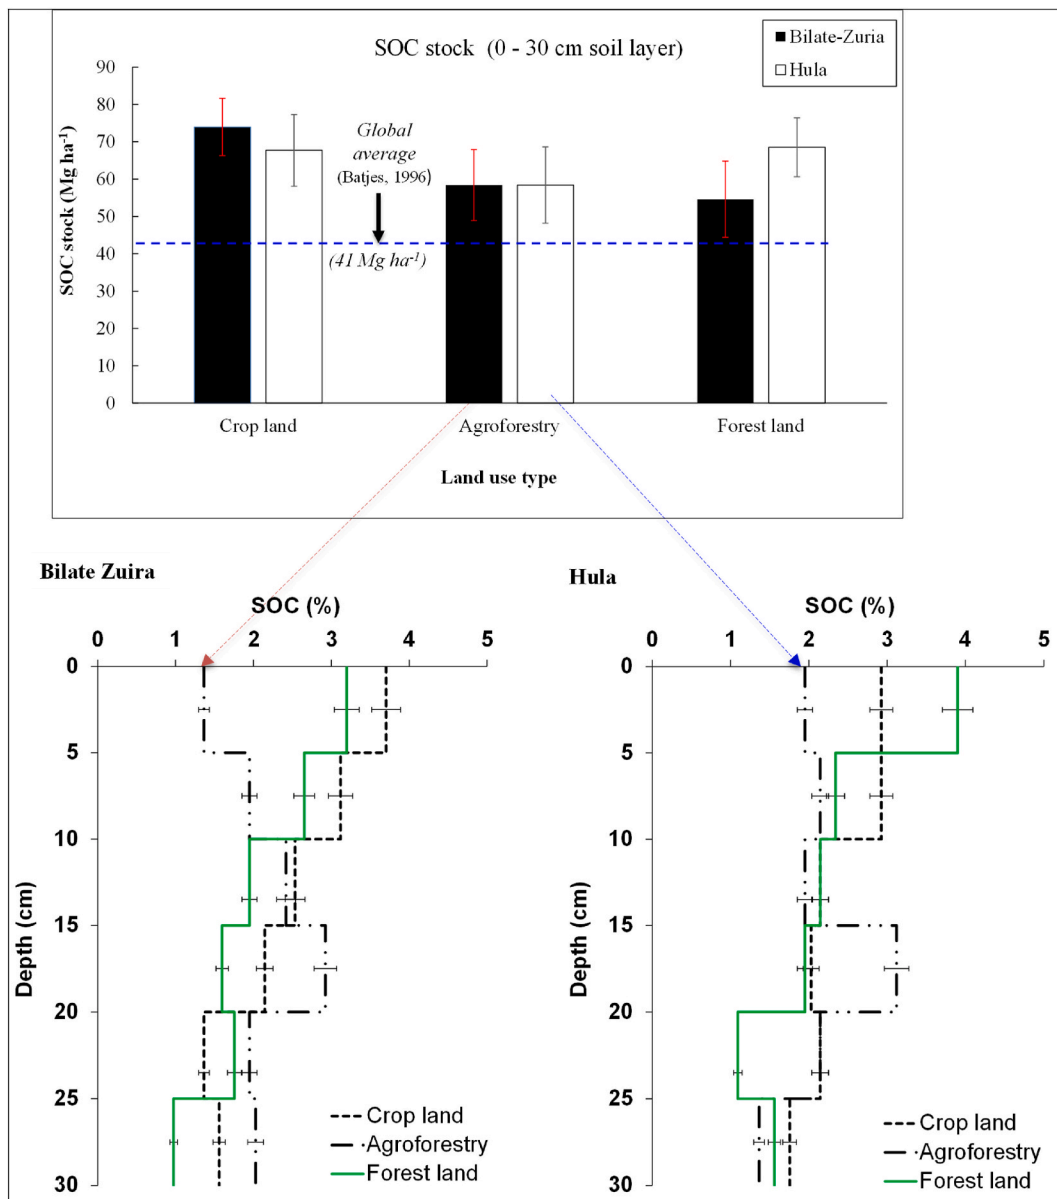 SOC stock (0 - 30 cm soil layer)
Bilate-Zuria
Hula
90
80
70
60
50
40
30
20
10
0
SOC stock (Mg ha⁻¹)
Global
average
(Batjes, 1996)
(41 Mg ha⁻¹)
Crop land Agroforestry Forest land
Land use type
Bilate Zuira
SOC (%)
0 1 2 3 4 5
0
5
10
15
20
25
30
Depth (cm)
Crop land
Agroforestry
Forest land
Hula
SOC (%)
0 1 2 3 4 5
0
5
10
15
20
25
30
Depth (cm)
Crop land
Agroforestry
Forest land